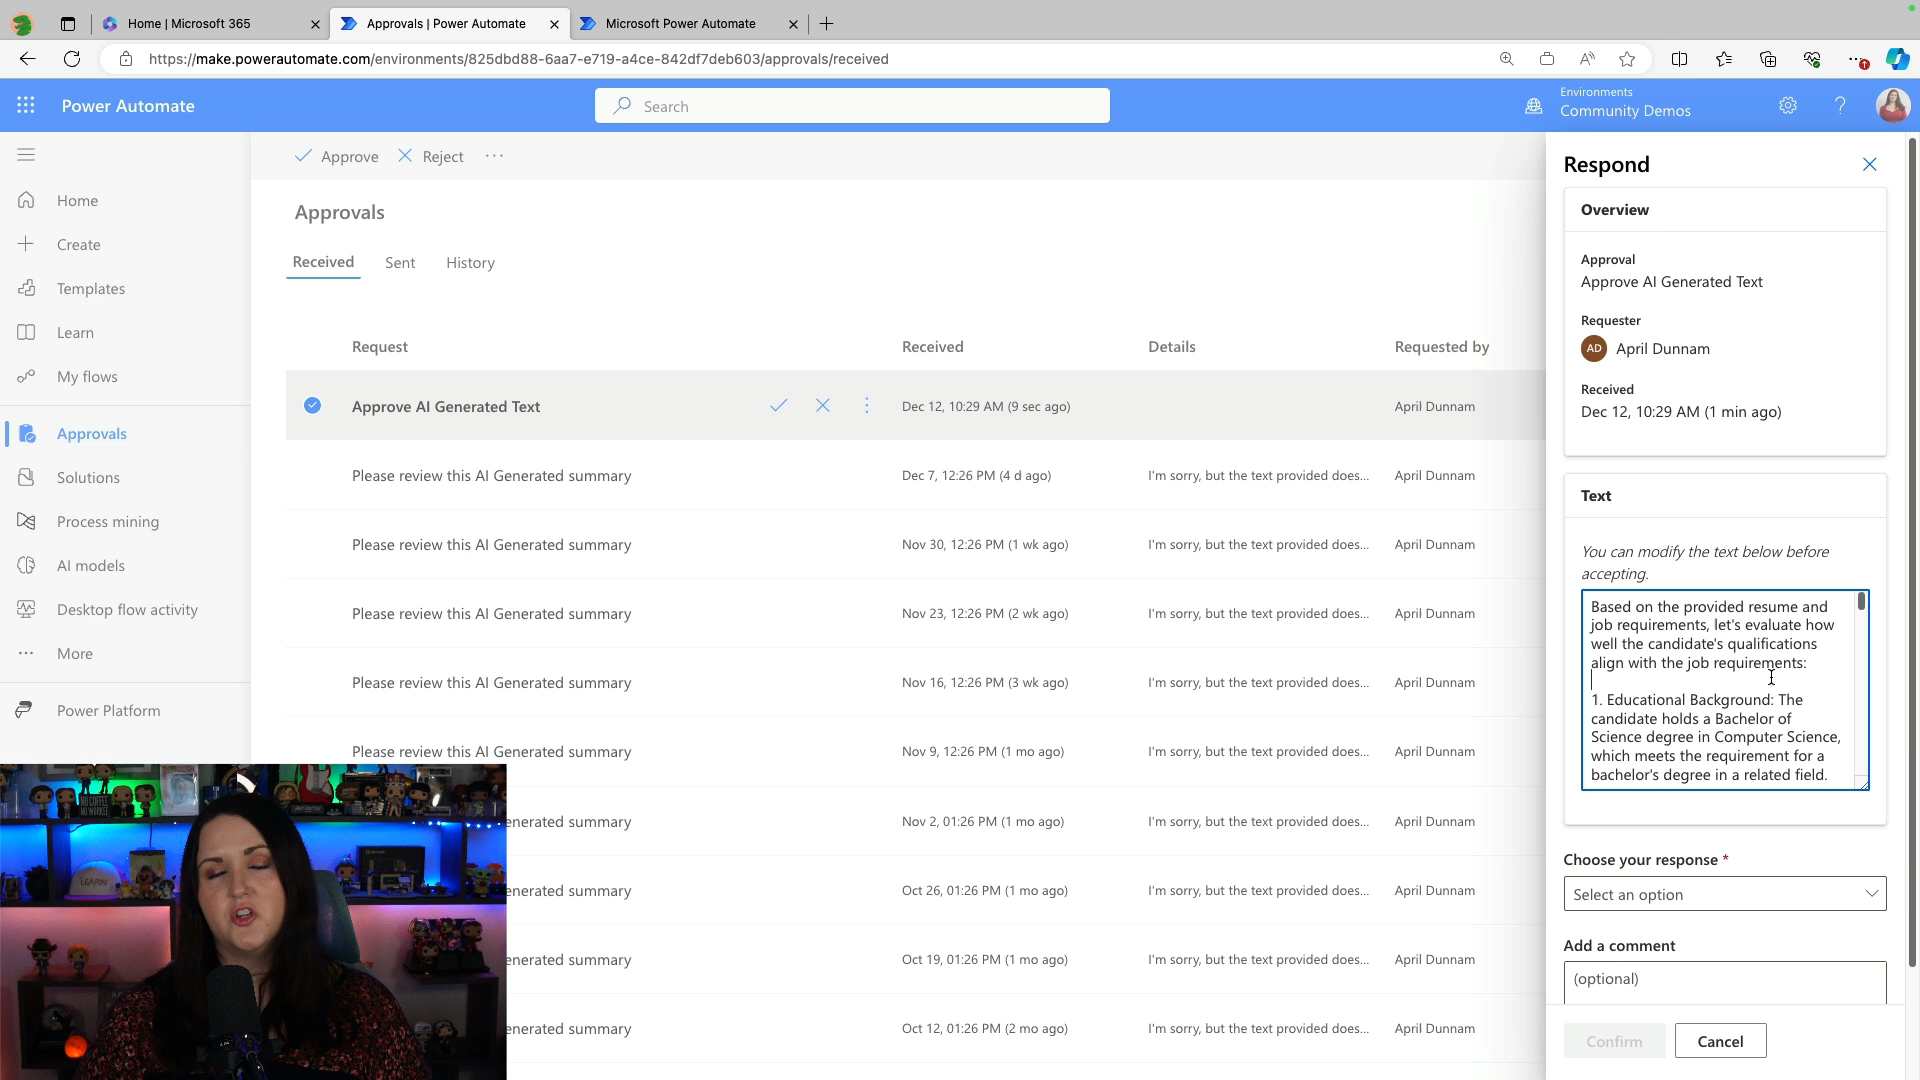 Home | Microsoft 365
Approvals | Power Automate
Microsoft Power Automate
https://make.powerautomate.com/environments/825dbd88-6aa7-e719-a4ce-842df7deb603/approvals/received
Power Automate
Search
Environments
Community Demos
Home
Create
Templates
Learn
My flows
Approvals
Solutions
Process mining
AI models
Desktop flow activity
More
Power Platform
Approve
Reject
Approvals
Received
Sent
History
Request
Received
Details
Requested by
Approve AI Generated Text
Dec 12, 10:29 AM (9 sec ago)
April Dunnam
Please review this AI Generated summary
Dec 7, 12:26 PM (4 d ago)
I'm sorry, but the text provided does...
April Dunnam
Please review this AI Generated summary
Nov 30, 12:26 PM (1 wk ago)
I'm sorry, but the text provided does...
April Dunnam
Please review this AI Generated summary
Nov 23, 12:26 PM (2 wk ago)
I'm sorry, but the text provided does...
April Dunnam
Please review this AI Generated summary
Nov 16, 12:26 PM (3 wk ago)
I'm sorry, but the text provided does...
April Dunnam
Please review this AI Generated summary
Nov 9, 12:26 PM (1 mo ago)
I'm sorry, but the text provided does...
April Dunnam
enerated summary
Nov 2, 01:26 PM (1 mo ago)
I'm sorry, but the text provided does...
April Dunnam
enerated summary
Oct 26, 01:26 PM (1 mo ago)
I'm sorry, but the text provided does...
April Dunnam
enerated summary
Oct 19, 01:26 PM (1 mo ago)
I'm sorry, but the text provided does...
April Dunnam
enerated summary
Oct 12, 01:26 PM (2 mo ago)
I'm sorry, but the text provided does...
April Dunnam
NO COFFEE
NO WORKEE
LEARN
Respond
Overview
Approval
Approve AI Generated Text
Requester
AD
April Dunnam
Received
Dec 12, 10:29 AM (1 min ago)
Text
You can modify the text below before
accepting.
Based on the provided resume and
job requirements, let's evaluate how
well the candidate's qualifications
align with the job requirements:
1. Educational Background: The
candidate holds a Bachelor of
Science degree in Computer Science,
which meets the requirement for a
bachelor's degree in a related field.
Choose your response *
Select an option
Add a comment
(optional)
Confirm
Cancel